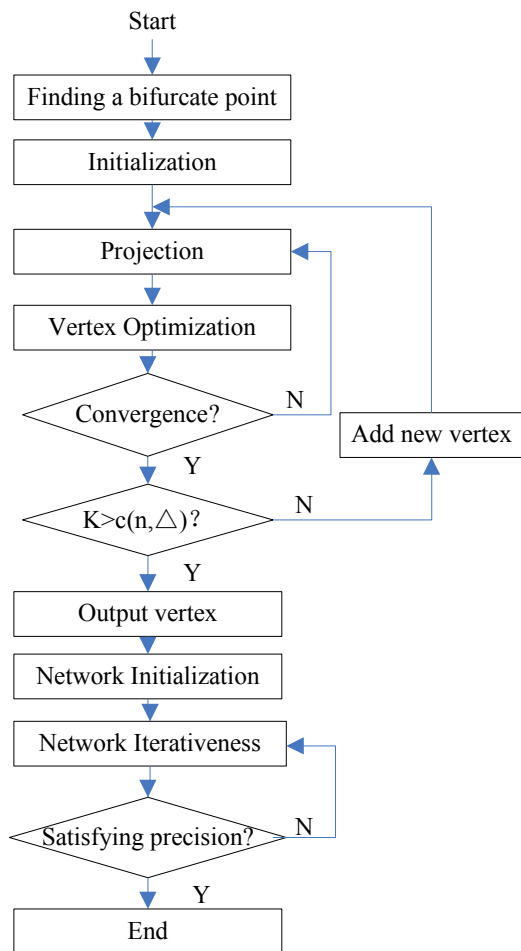 Start
Finding a bifurcate point
Initialization
Projection
Vertex Optimization
Convergence?
N
Add new vertex
Y
K>c(n,△)?
N
Y
Output vertex
Network Initialization
Network Iterativeness
Satisfying precision?
N
Y
End